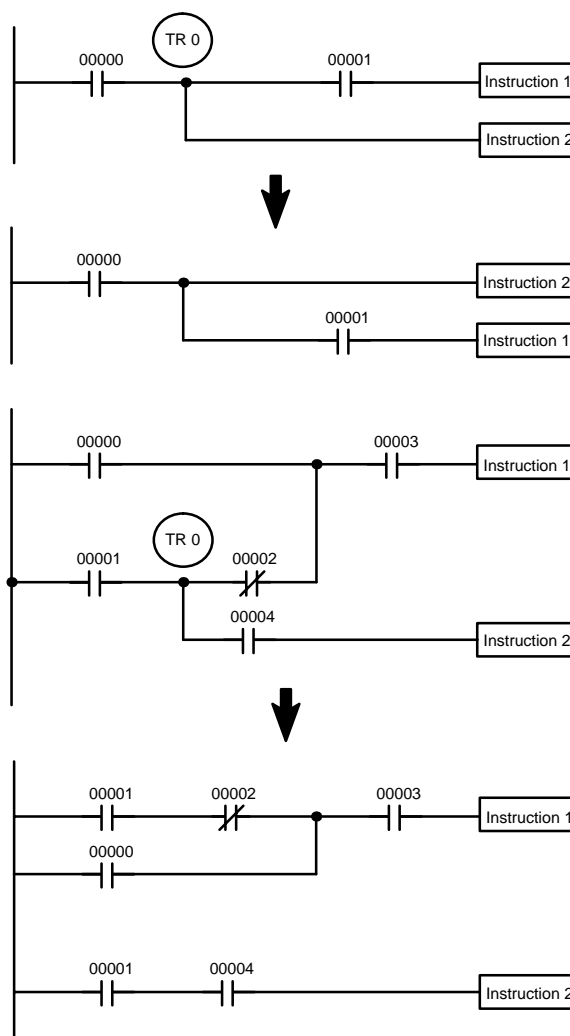 TR 0
00000 00001
Instruction 1
Instruction 2
00000
Instruction 2
00001
Instruction 1
00000 00003
Instruction 1
TR 0
00001 00002
00004
Instruction 2
00001 00002 00003
Instruction 1
00000
00001 00004
Instruction 2